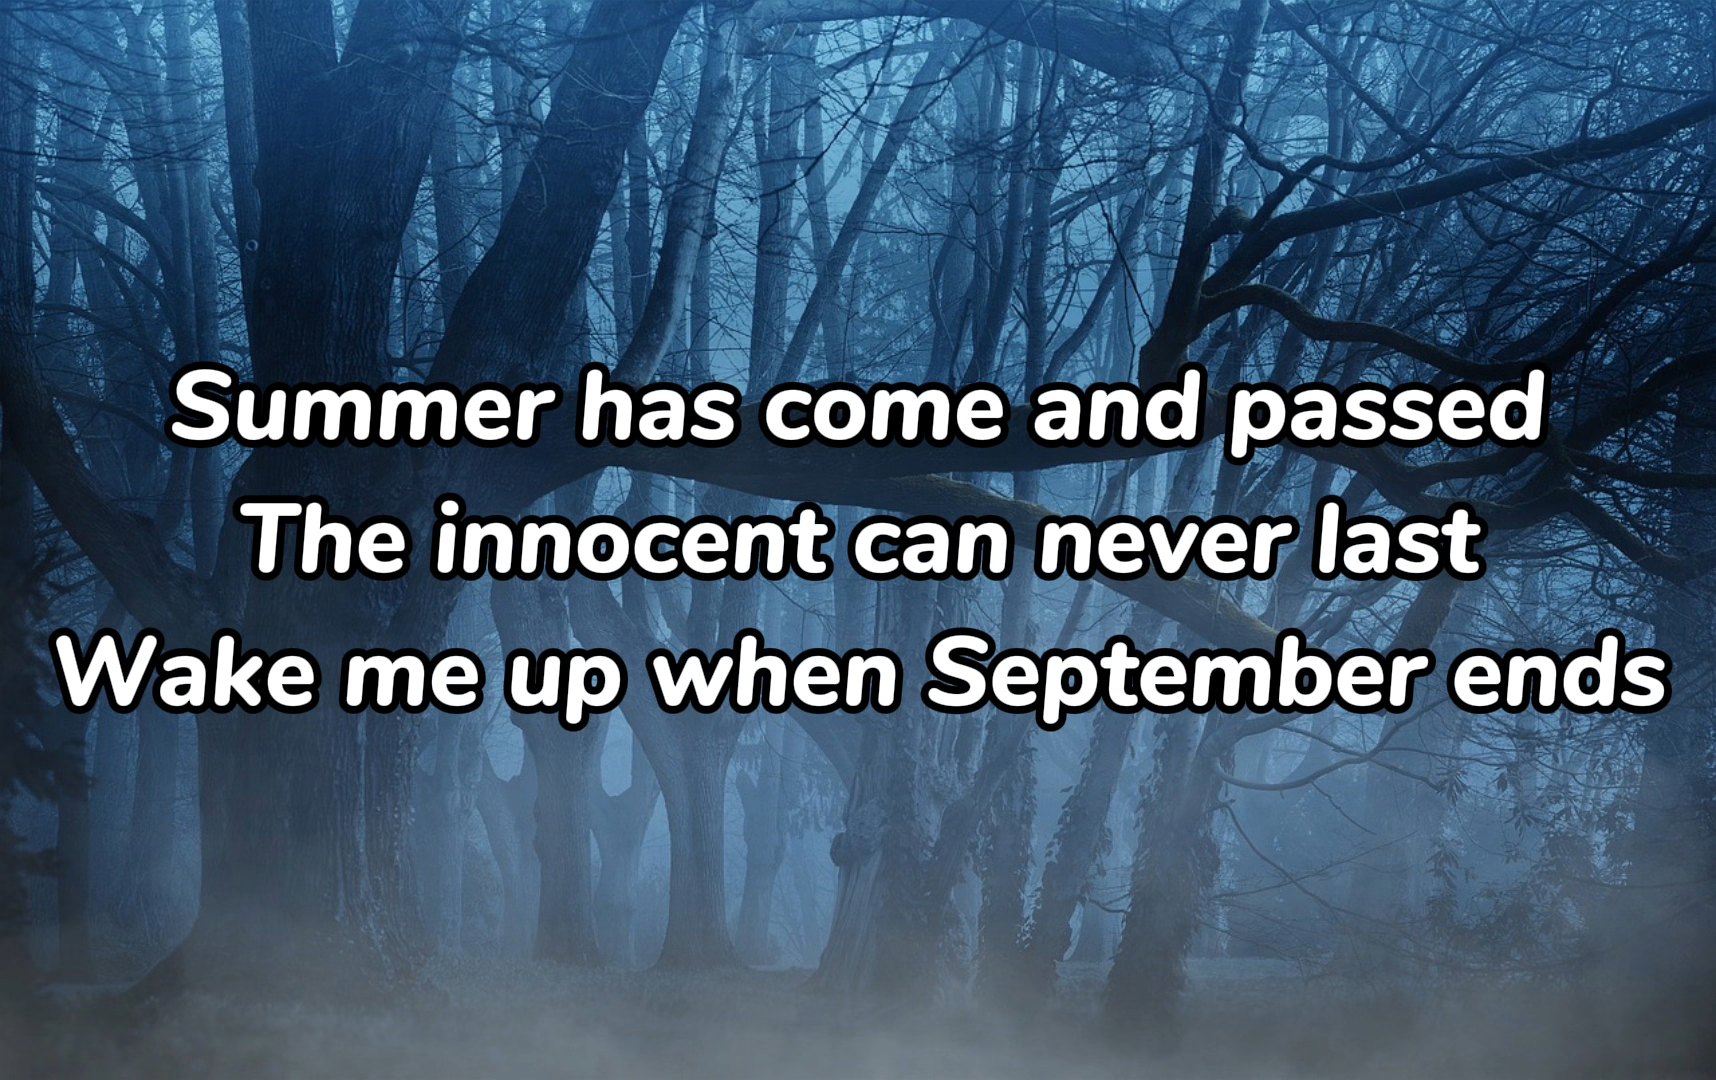 Summer has come and passed
The innocent can never last
Wake me up when September ends